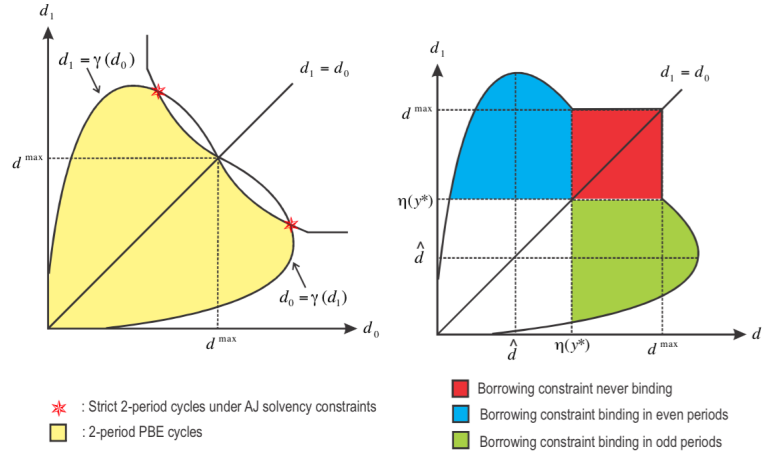 d₁
d₁ = γ (d₀)
d₁ = d₀
d max
d₀ = γ (d₁)
d₀
d max
: Strict 2-period cycles under AJ solvency constraints
: 2-period PBE cycles
d₁
d₁ = d₀
d max
η(y*)
d̂
d
d̂
η(y*)
d max
Borrowing constraint never binding
Borrowing constraint binding in even periods
Borrowing constraint binding in odd periods